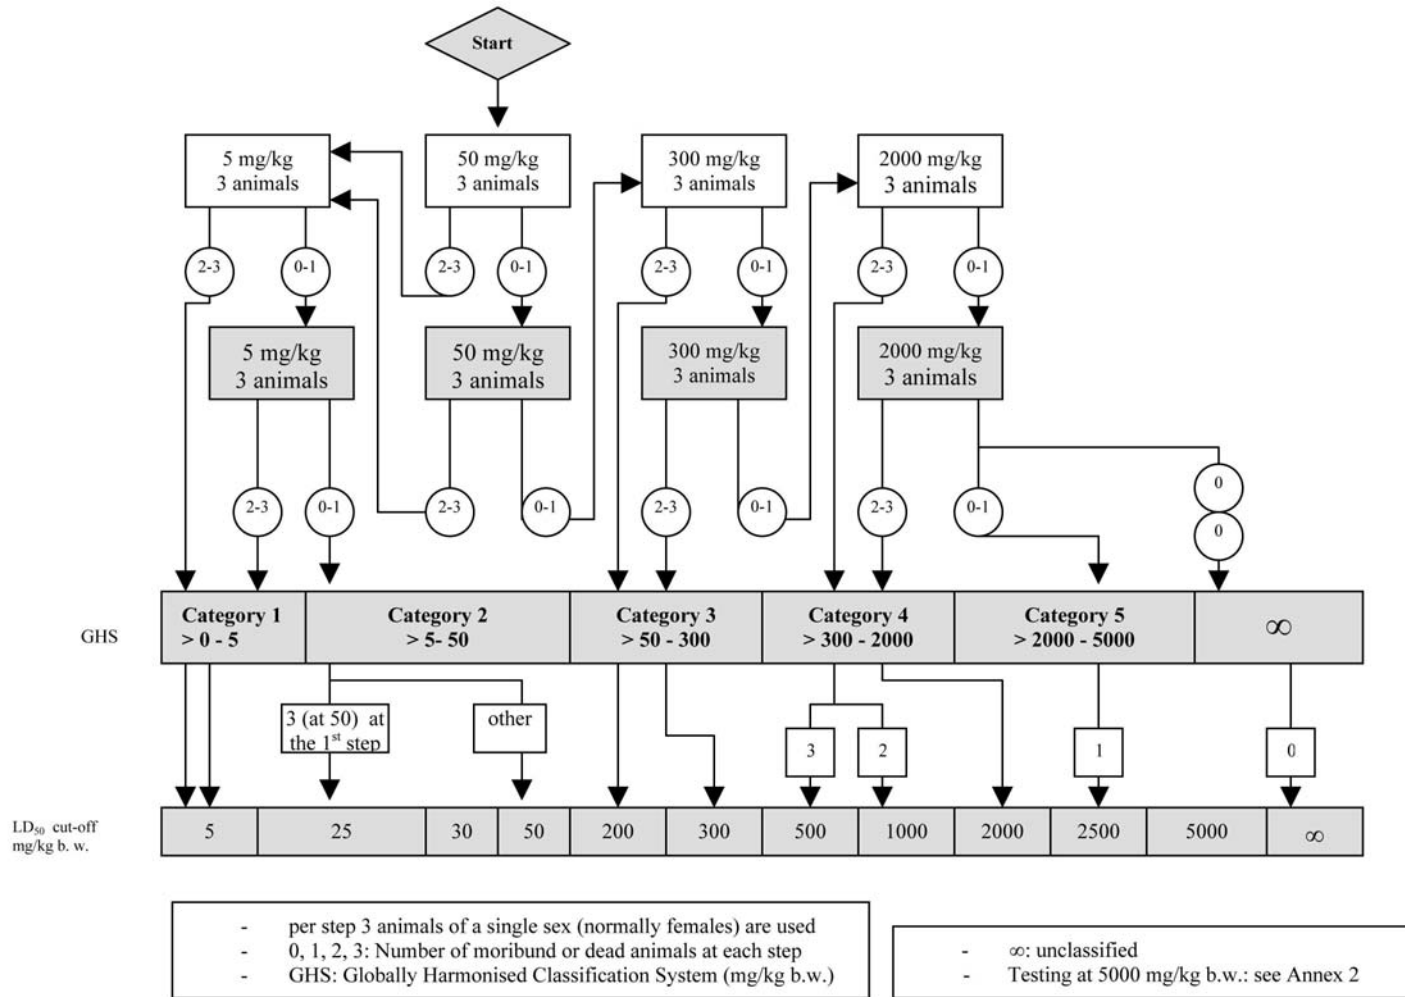 Start
5 mg/kg
3 animals
50 mg/kg
3 animals
300 mg/kg
3 animals
2000 mg/kg
3 animals
2-3
0-1
2-3
0-1
2-3
0-1
2-3
0-1
5 mg/kg
3 animals
50 mg/kg
3 animals
300 mg/kg
3 animals
2000 mg/kg
3 animals
2-3
0-1
2-3
0-1
2-3
0-1
2-3
0-1
0
0
GHS
Category 1
> 0 - 5
Category 2
> 5- 50
Category 3
> 50 - 300
Category 4
> 300 - 2000
Category 5
> 2000 - 5000
∞
3 (at 50) at
the 1st step
other
3
2
1
0
LD50 cut-off
mg/kg b. w.
5
25
30
50
200
300
500
1000
2000
2500
5000
∞
- per step 3 animals of a single sex (normally females) are used
- 0, 1, 2, 3: Number of moribund or dead animals at each step
- GHS: Globally Harmonised Classification System (mg/kg b.w.)
- ∞: unclassified
- Testing at 5000 mg/kg b.w.: see Annex 2